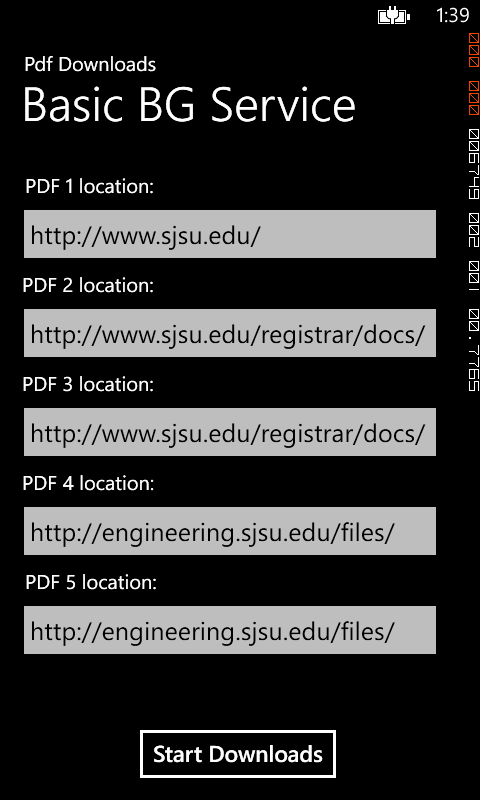 1:39
Pdf Downloads
Basic BG Service
PDF 1 location:
http://www.sjsu.edu/
PDF 2 location:
http://www.sjsu.edu/registrar/docs/
PDF 3 location:
http://www.sjsu.edu/registrar/docs/
PDF 4 location:
http://engineering.sjsu.edu/files/
PDF 5 location:
http://engineering.sjsu.edu/files/
Start Downloads
000 000 006749 002 001 00.7765